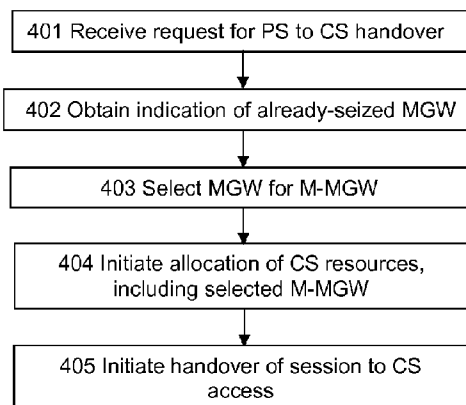 401 Receive request for PS to CS handover
402 Obtain indication of already-seized MGW
403 Select MGW for M-MGW
404 Initiate allocation of CS resources,
including selected M-MGW
405 Initiate handover of session to CS
access